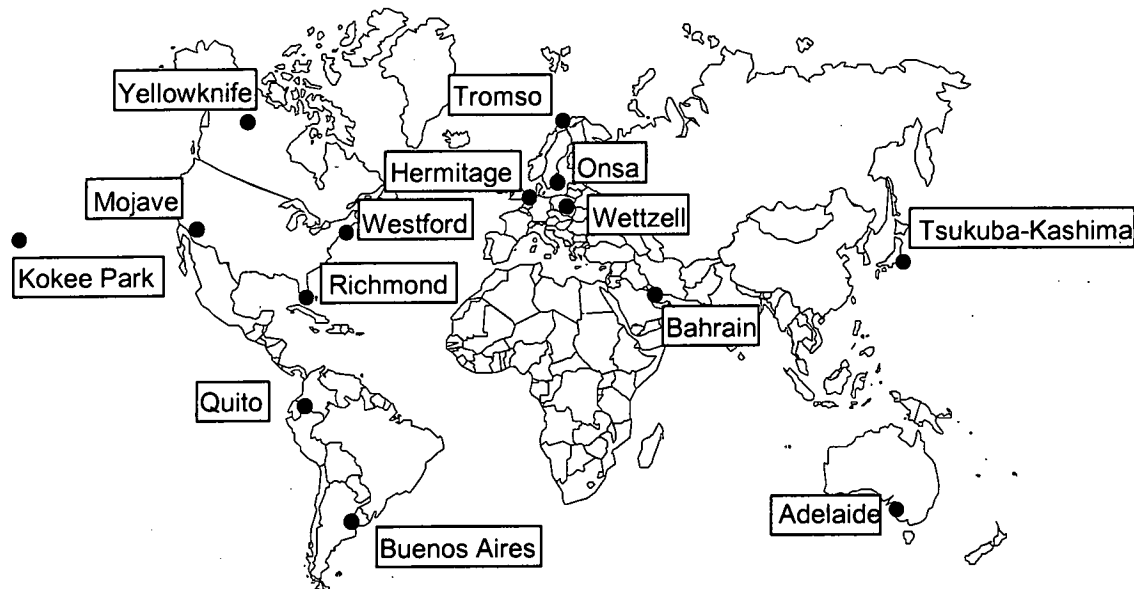 Yellowknife
Tromso
Hermitage
Onsa
Mojave
Westford
Wettzell
Tsukuba-Kashima
Kokee Park
Richmond
Bahrain
Quito
Adelaide
Buenos Aires